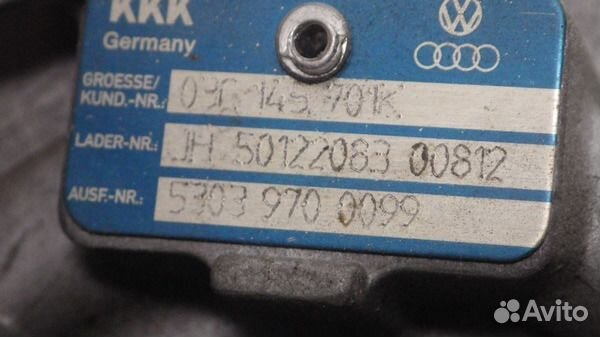 KKK
Germany
GROESSE/
KUND.-NR.: 03G 145 701K
LADER-NR.: JH 50122083 00812
AUSF.-NR.: 5303 970 0099
Avito